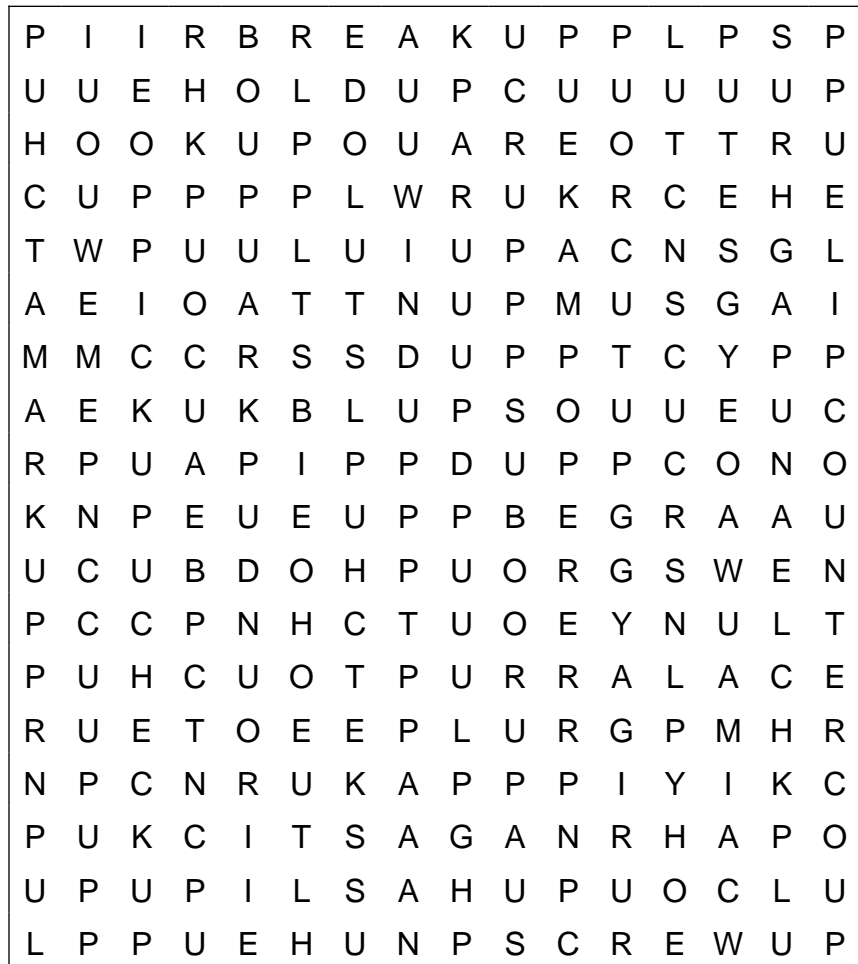 P I I R B R E A K U P P L P S P
U U E H O L D U P C U U U U U P
H O O K U P O U A R E O T T R U
C U P P P P L W R U K R C E H E
T W P U U L U I U P A C N S G L
A E I O A T T N U P M U S G A I
M M C C R S S D U P P T C Y P P
A E K U K B L U P S O U U E U C
R P U A P I P P D U P P C O N O
K N P E U E U P P B E G R A A U
U C U B D O H P U O R G S W E N
P C C P N H C T U O E Y N U L T
P U H C U O T P U R R A L A C E
R U E T O E E P L U R G P M H R
N P C N R U K A P P P I Y I K C
P U K C I T S A G A N R H A P O
U P U P I L S A H U P U O C L U
L P P U E H U N P S C R E W U P